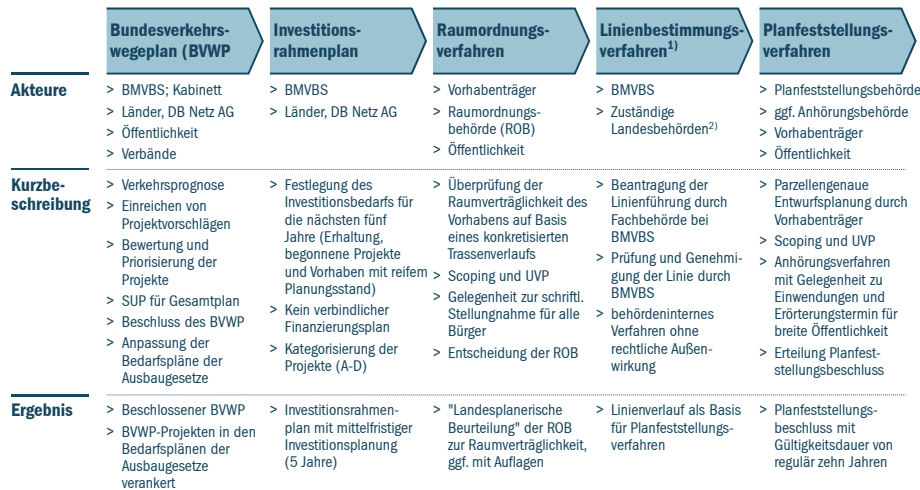 Bundesverkehrs-
wegeplan (BVWP
Investitions-
rahmenplan
Raumordnungs-
verfahren
Linienbestimmungs-
verfahren1)
Planfeststellungs-
verfahren
Akteure
> BMVBS; Kabinett
> Länder, DB Netz AG
> Öffentlichkeit
> Verbände
> BMVBS
> Länder, DB Netz AG
> Vorhabenträger
> Raumordnungs-
behörde (ROB)
> Öffentlichkeit
> BMVBS
> Zuständige
Landesbehörden2)
> Planfeststellungsbehörde
> ggf. Anhörungsbehörde
> Vorhabenträger
> Öffentlichkeit
Kurzbe-
schreibung
> Verkehrsprognose
> Einreichen von
Projektvorschlägen
> Bewertung und
Priorisierung der
Projekte
> SUP für Gesamtplan
> Beschluss des BVWP
> Anpassung der
Bedarfspläne der
Ausbaugesetze
> Festlegung des
Investitionsbedarfs für
die nächsten fünf
Jahre (Erhaltung,
begonnene Projekte
und Vorhaben mit reifem
Planungsstand)
> Kein verbindlicher
Finanzierungsplan
> Kategorisierung der
Projekte (A-D)
> Überprüfung der
Raumverträglichkeit des
Vorhabens auf Basis
eines konkretisierten
Trassenverlaufs
> Scoping und UVP
> Gelegenheit zur schriftl.
Stellungnahme für alle
Bürger
> Entscheidung der ROB
> Beantragung der
Linienführung durch
Fachbehörde bei
BMVBS
> Prüfung und Genehmi-
gung der Linie durch
BMVBS
> behördeninternes
Verfahren ohne
rechtliche Außen-
wirkung
> Parzellengenaue
Entwurfsplanung durch
Vorhabenträger
> Scoping und UVP
> Anhörungsverfahren
mit Gelegenheit zu
Einwendungen und
Erörterungstermin für
breite Öffentlichkeit
> Erteilung Planfest-
stellungsbeschluss
Ergebnis
> Beschlossener BVWP
> BVWP-Projekten in den
Bedarfsplänen der
Ausbaugesetze
verankert
> Investitionsrahmen-
plan mit mittelfristiger
Investitionsplanung
(5 Jahre)
> "Landesplanerische
Beurteilung" der ROB
zur Raumverträglichkeit,
ggf. mit Auflagen
> Linienverlauf als Basis
für Planfeststellungs-
verfahren
> Planfeststellungs-
beschluss mit
Gültigkeitsdauer von
regulär zehn Jahren